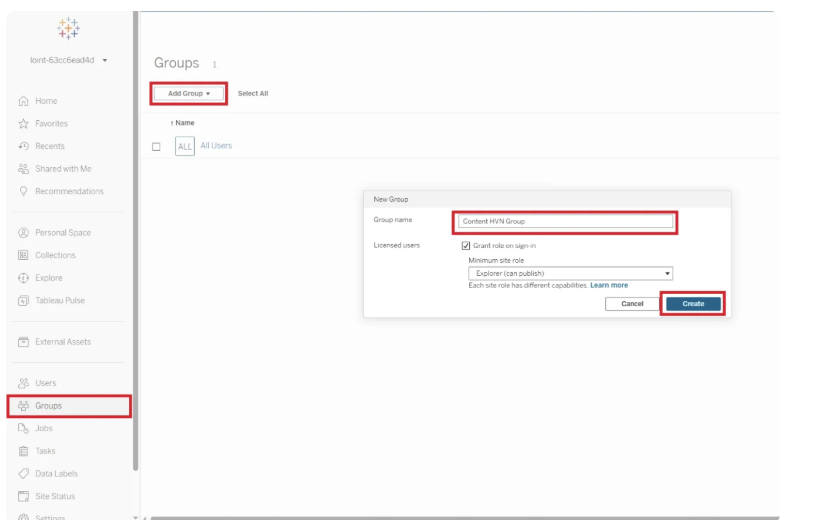 lornt-63cc6ead4d
Home
Favorites
Recents
Shared with Me
Recommendations
Personal Space
Collections
Explore
Tableau Pulse
External Assets
Users
Groups
Jobs
Tasks
Data Labels
Site Status
Settings
Groups 1
Add Group Select All
↑ Name
ALL All Users
New Group
Group name Content HVN Group
Licensed users Grant role on sign in
Minimum site role
Explorer (can publish)
Each site role has different capabilities. Learn more
Cancel Create